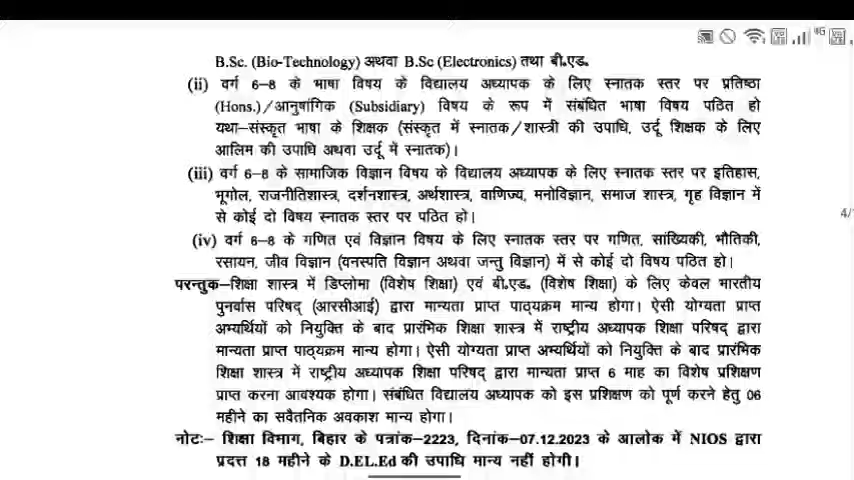 4G
B.Sc. (Bio-Technology) अथवा B.Sc (Electronics) तथा बी.एड.
(ii) वर्ग 6–8 के भाषा विषय के विद्यालय अध्यापक के लिए स्नातक स्तर पर प्रतिष्ठा
(Hons.)/आनुषांगिक (Subsidiary) विषय के रूप में संबंधित भाषा विषय पठित हो
यथा–संस्कृत भाषा के शिक्षक (संस्कृत में स्नातक/शास्त्री की उपाधि, उर्दू शिक्षक के लिए
आलिम की उपाधि अथवा उर्दू में स्नातक)।
(iii) वर्ग 6–8 के सामाजिक विज्ञान विषय के विद्यालय अध्यापक के लिए स्नातक स्तर पर इतिहास,
भूगोल, राजनीतिशास्त्र, दर्शनशास्त्र, अर्थशास्त्र, वाणिज्य, मनोविज्ञान, समाज शास्त्र, गृह विज्ञान में
से कोई दो विषय स्नातक स्तर पर पठित हो।
4/
(iv) वर्ग 6–8 के गणित एवं विज्ञान विषय के लिए स्नातक स्तर पर गणित, सांख्यिकी, भौतिकी,
रसायन, जीव विज्ञान (वनस्पति विज्ञान अथवा जन्तु विज्ञान) में से कोई दो विषय पठित हो।
परन्तुक–शिक्षा शास्त्र में डिप्लोमा (विशेष शिक्षा) एवं बी.एड. (विशेष शिक्षा) के लिए केवल भारतीय
पुनर्वास परिषद् (आरसीआई) द्वारा मान्यता प्राप्त पाठ्यक्रम मान्य होगा। ऐसी योग्यता प्राप्त
अभ्यर्थियों को नियुक्ति के बाद प्रारंभिक शिक्षा शास्त्र में राष्ट्रीय अध्यापक शिक्षा परिषद् द्वारा
मान्यता प्राप्त पाठ्यक्रम मान्य होगा। ऐसी योग्यता प्राप्त अभ्यर्थियों को नियुक्ति के बाद प्रारंभिक
शिक्षा शास्त्र में राष्ट्रीय अध्यापक शिक्षा परिषद् द्वारा मान्यता प्राप्त 6 माह का विशेष प्रशिक्षण
प्राप्त करना आवश्यक होगा। संबंधित विद्यालय अध्यापक को इस प्रशिक्षण को पूर्ण करने हेतु 06
महीने का सवैतनिक अवकाश मान्य होगा।
नोटः– शिक्षा विभाग, बिहार के पत्रांक–2223, दिनांक–07.12.2023 के आलोक में NIOS द्वारा
प्रदत्त 18 महीने के D.EL.Ed की उपाधि मान्य नहीं होगी।